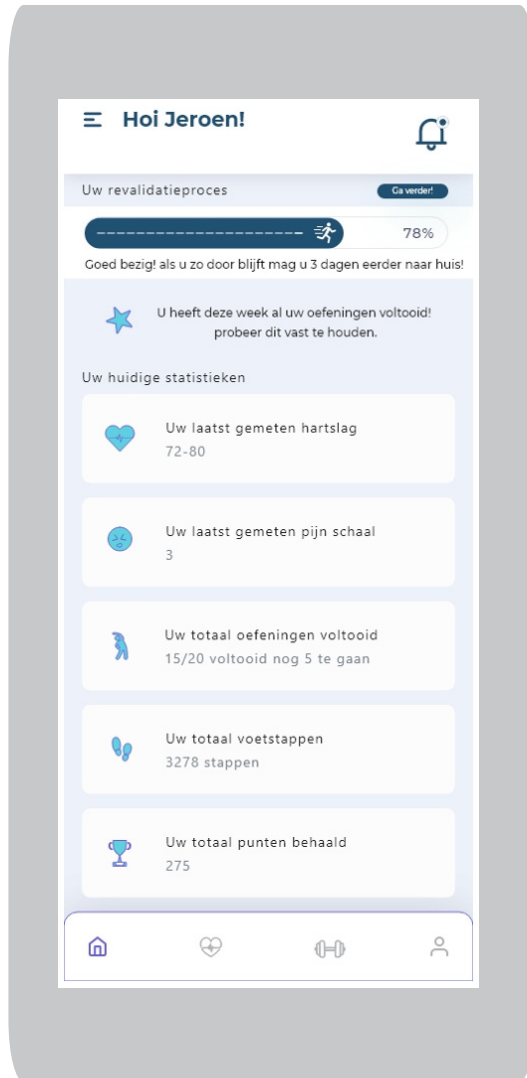 Hoi Jeroen!
Uw revalidatieproces
Ga verder!
78%
Goed bezig! als u zo door blijft mag u 3 dagen eerder naar huis!
U heeft deze week al uw oefeningen voltooid!
probeer dit vast te houden.
Uw huidige statistieken
Uw laatst gemeten hartslag
72-80
Uw laatst gemeten pijn schaal
3
Uw totaal oefeningen voltooid
15/20 voltooid nog 5 te gaan
Uw totaal voetstappen
3278 stappen
Uw totaal punten behaald
275